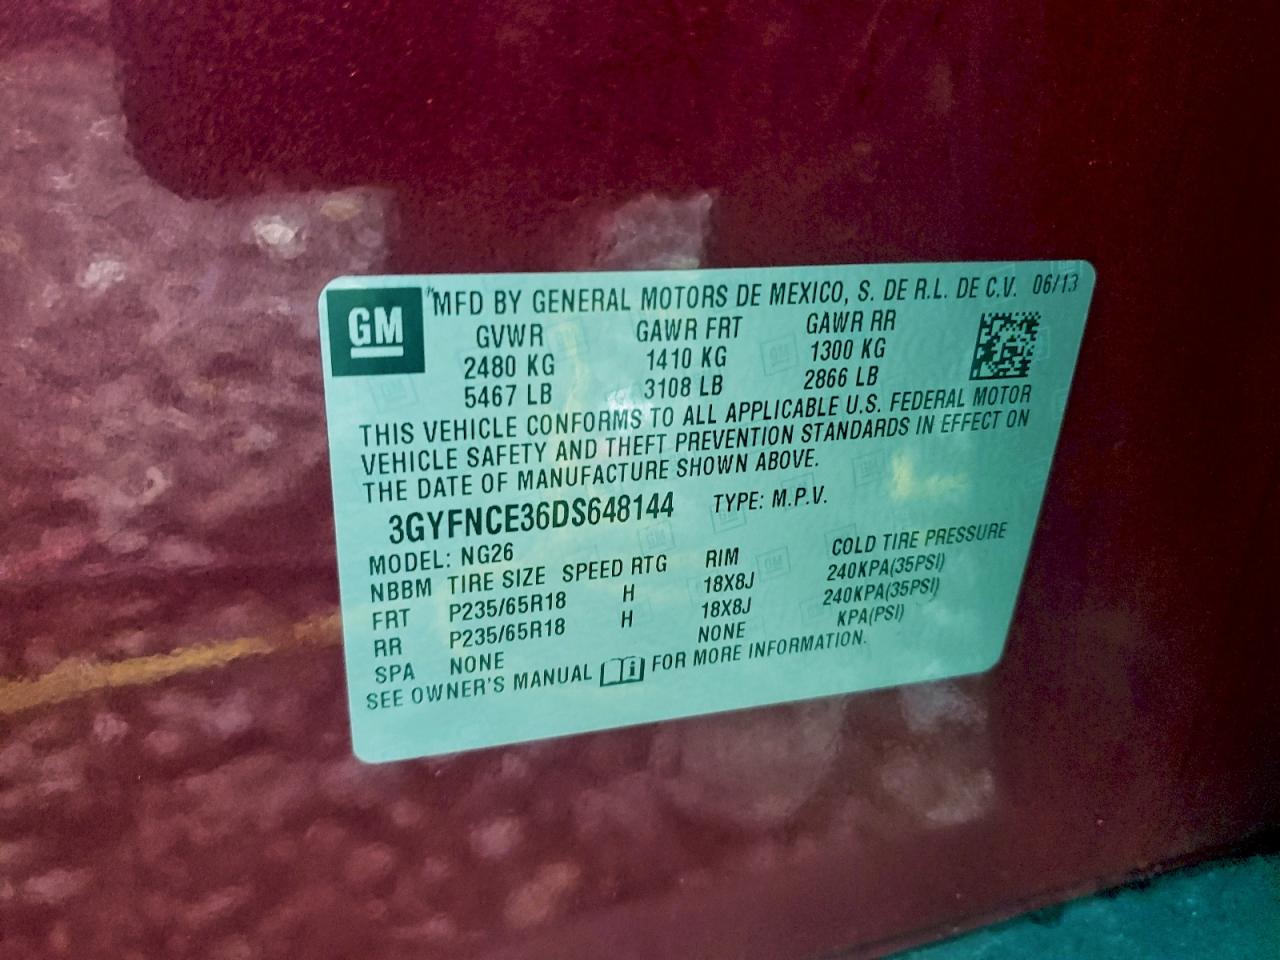 GM
MFD BY GENERAL MOTORS DE MEXICO, S. DE R.L. DE C.V. 06/13
GVWR GAWR FRT GAWR RR
2480 KG 1410 KG 1300 KG
5467 LB 3108 LB 2866 LB
THIS VEHICLE CONFORMS TO ALL APPLICABLE U.S. FEDERAL MOTOR
VEHICLE SAFETY AND THEFT PREVENTION STANDARDS IN EFFECT ON
THE DATE OF MANUFACTURE SHOWN ABOVE.
3GYFNCE36DS648144 TYPE: M.P.V.
MODEL: NG26
NBBM TIRE SIZE SPEED RTG RIM COLD TIRE PRESSURE
FRT P235/65R18 H 18X8J 240KPA(35PSI)
RR P235/65R18 H 18X8J 240KPA(35PSI)
SPA NONE NONE KPA(PSI)
SEE OWNER'S MANUAL FOR MORE INFORMATION.